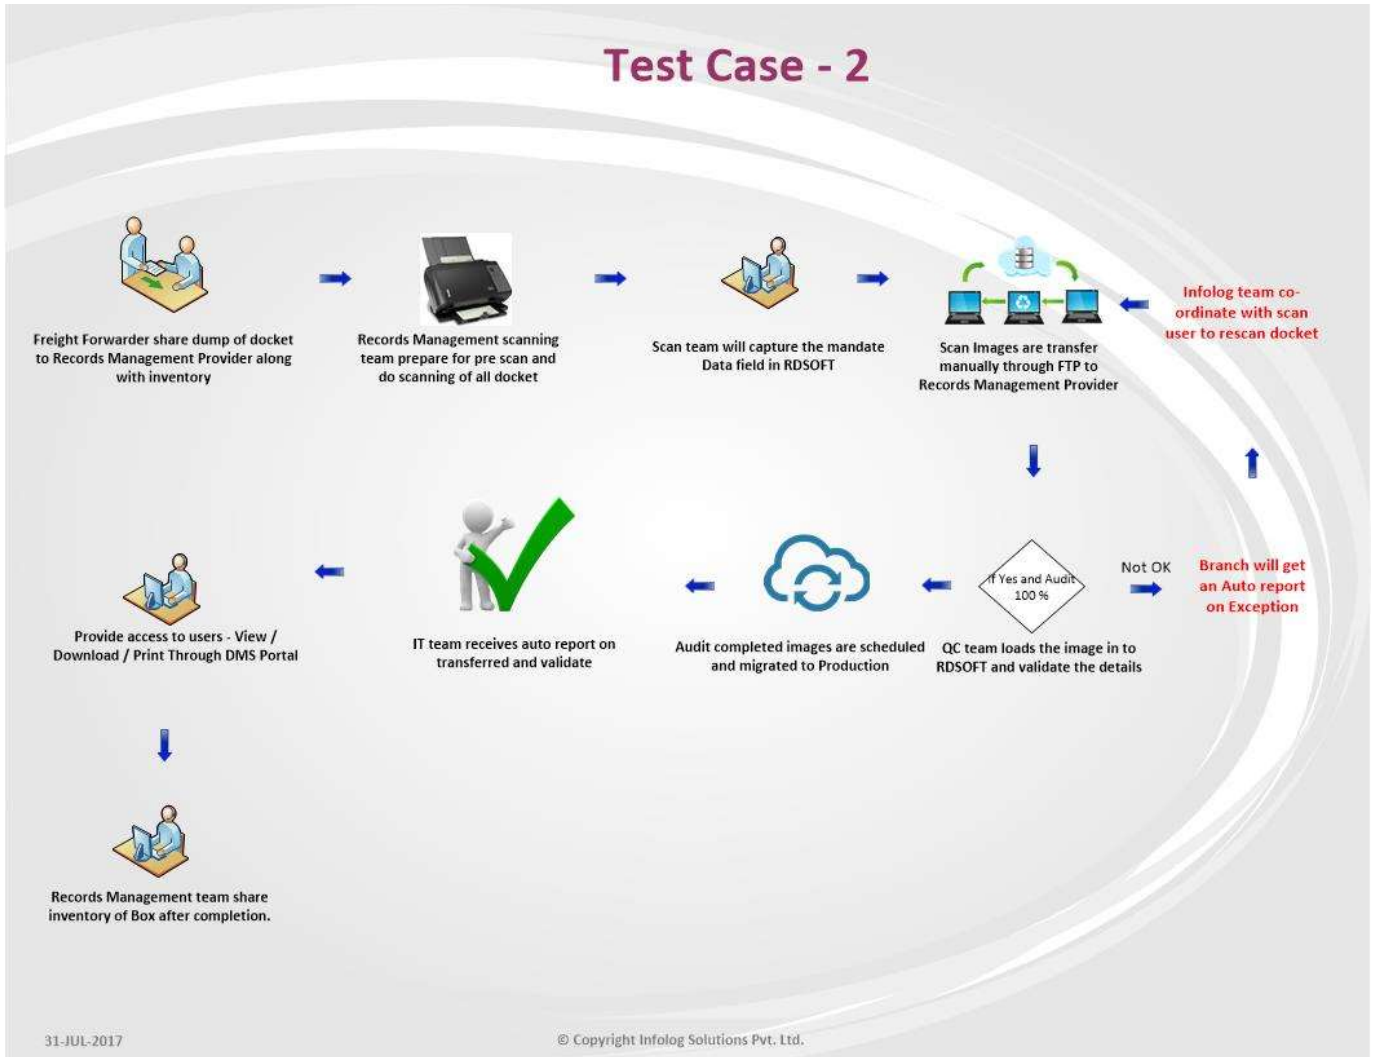 Test Case - 2
Freight Forwarder share dump of docket
to Records Management Provider along
with inventory
Records Management scanning
team prepare for pre scan and
do scanning of all docket
Scan team will capture the mandate
Data field in RDSOFT
Scan Images are transfer
manually through FTP to
Records Management Provider
Infolog team co-
ordinate with scan
user to rescan docket
Provide access to users - View /
Download / Print Through DMS Portal
IT team receives auto report on
transferred and validate
Audit completed images are scheduled
and migrated to Production
If Yes and Audit
100 %
QC team loads the image in to
RDSOFT and validate the details
Not OK
Branch will get
an Auto report
on Exception
Records Management team share
inventory of Box after completion.
31-JUL-2017
© Copyright Infolog Solutions Pvt. Ltd.